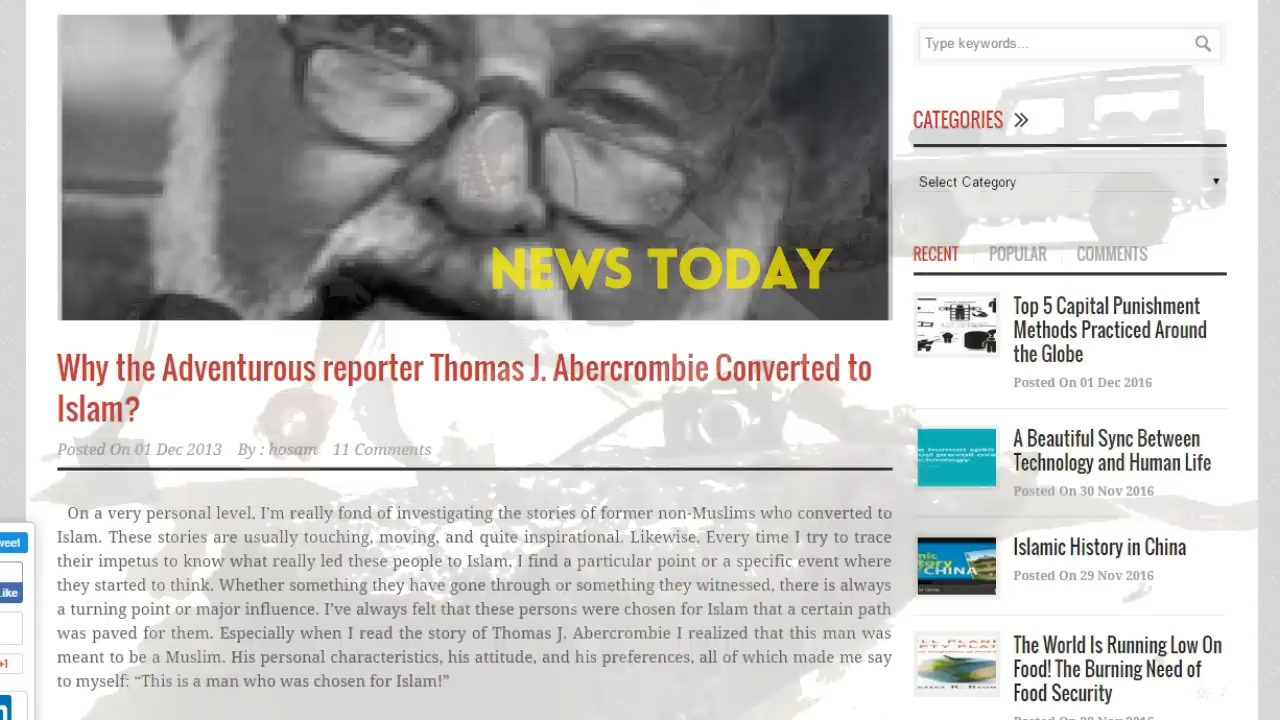 Type keywords...
NEWS TODAY
CATEGORIES
Select Category
RECENT POPULAR COMMENTS
Top 5 Capital Punishment
Methods Practiced Around
the Globe
Posted On 01 Dec 2016
A Beautiful Sync Between
Technology and Human Life
Posted On 30 Nov 2016
Islamic History in China
Posted On 29 Nov 2016
The World Is Running Low On
Food! The Burning Need of
Food Security
Why the Adventurous reporter Thomas J. Abercrombie Converted to
Islam?
Posted On 01 Dec 2013 By : hosam 11 Comments
On a very personal level, I'm really fond of investigating the stories of former non-Muslims who converted to
Islam. These stories are usually touching, moving, and quite inspirational. Likewise, Every time I try to trace
their impetus to know what really led these people to Islam, I find a particular point or a specific event where
they started to think. Whether something they have gone through or something they witnessed, there is always
a turning point or major influence. I've always felt that these persons were chosen for Islam that a certain path
was paved for them. Especially when I read the story of Thomas J. Abercrombie I realized that this man was
meant to be a Muslim. His personal characteristics, his attitude, and his preferences, all of which made me say
to myself: “This is a man who was chosen for Islam!”
weet
Like
+1
CHINA